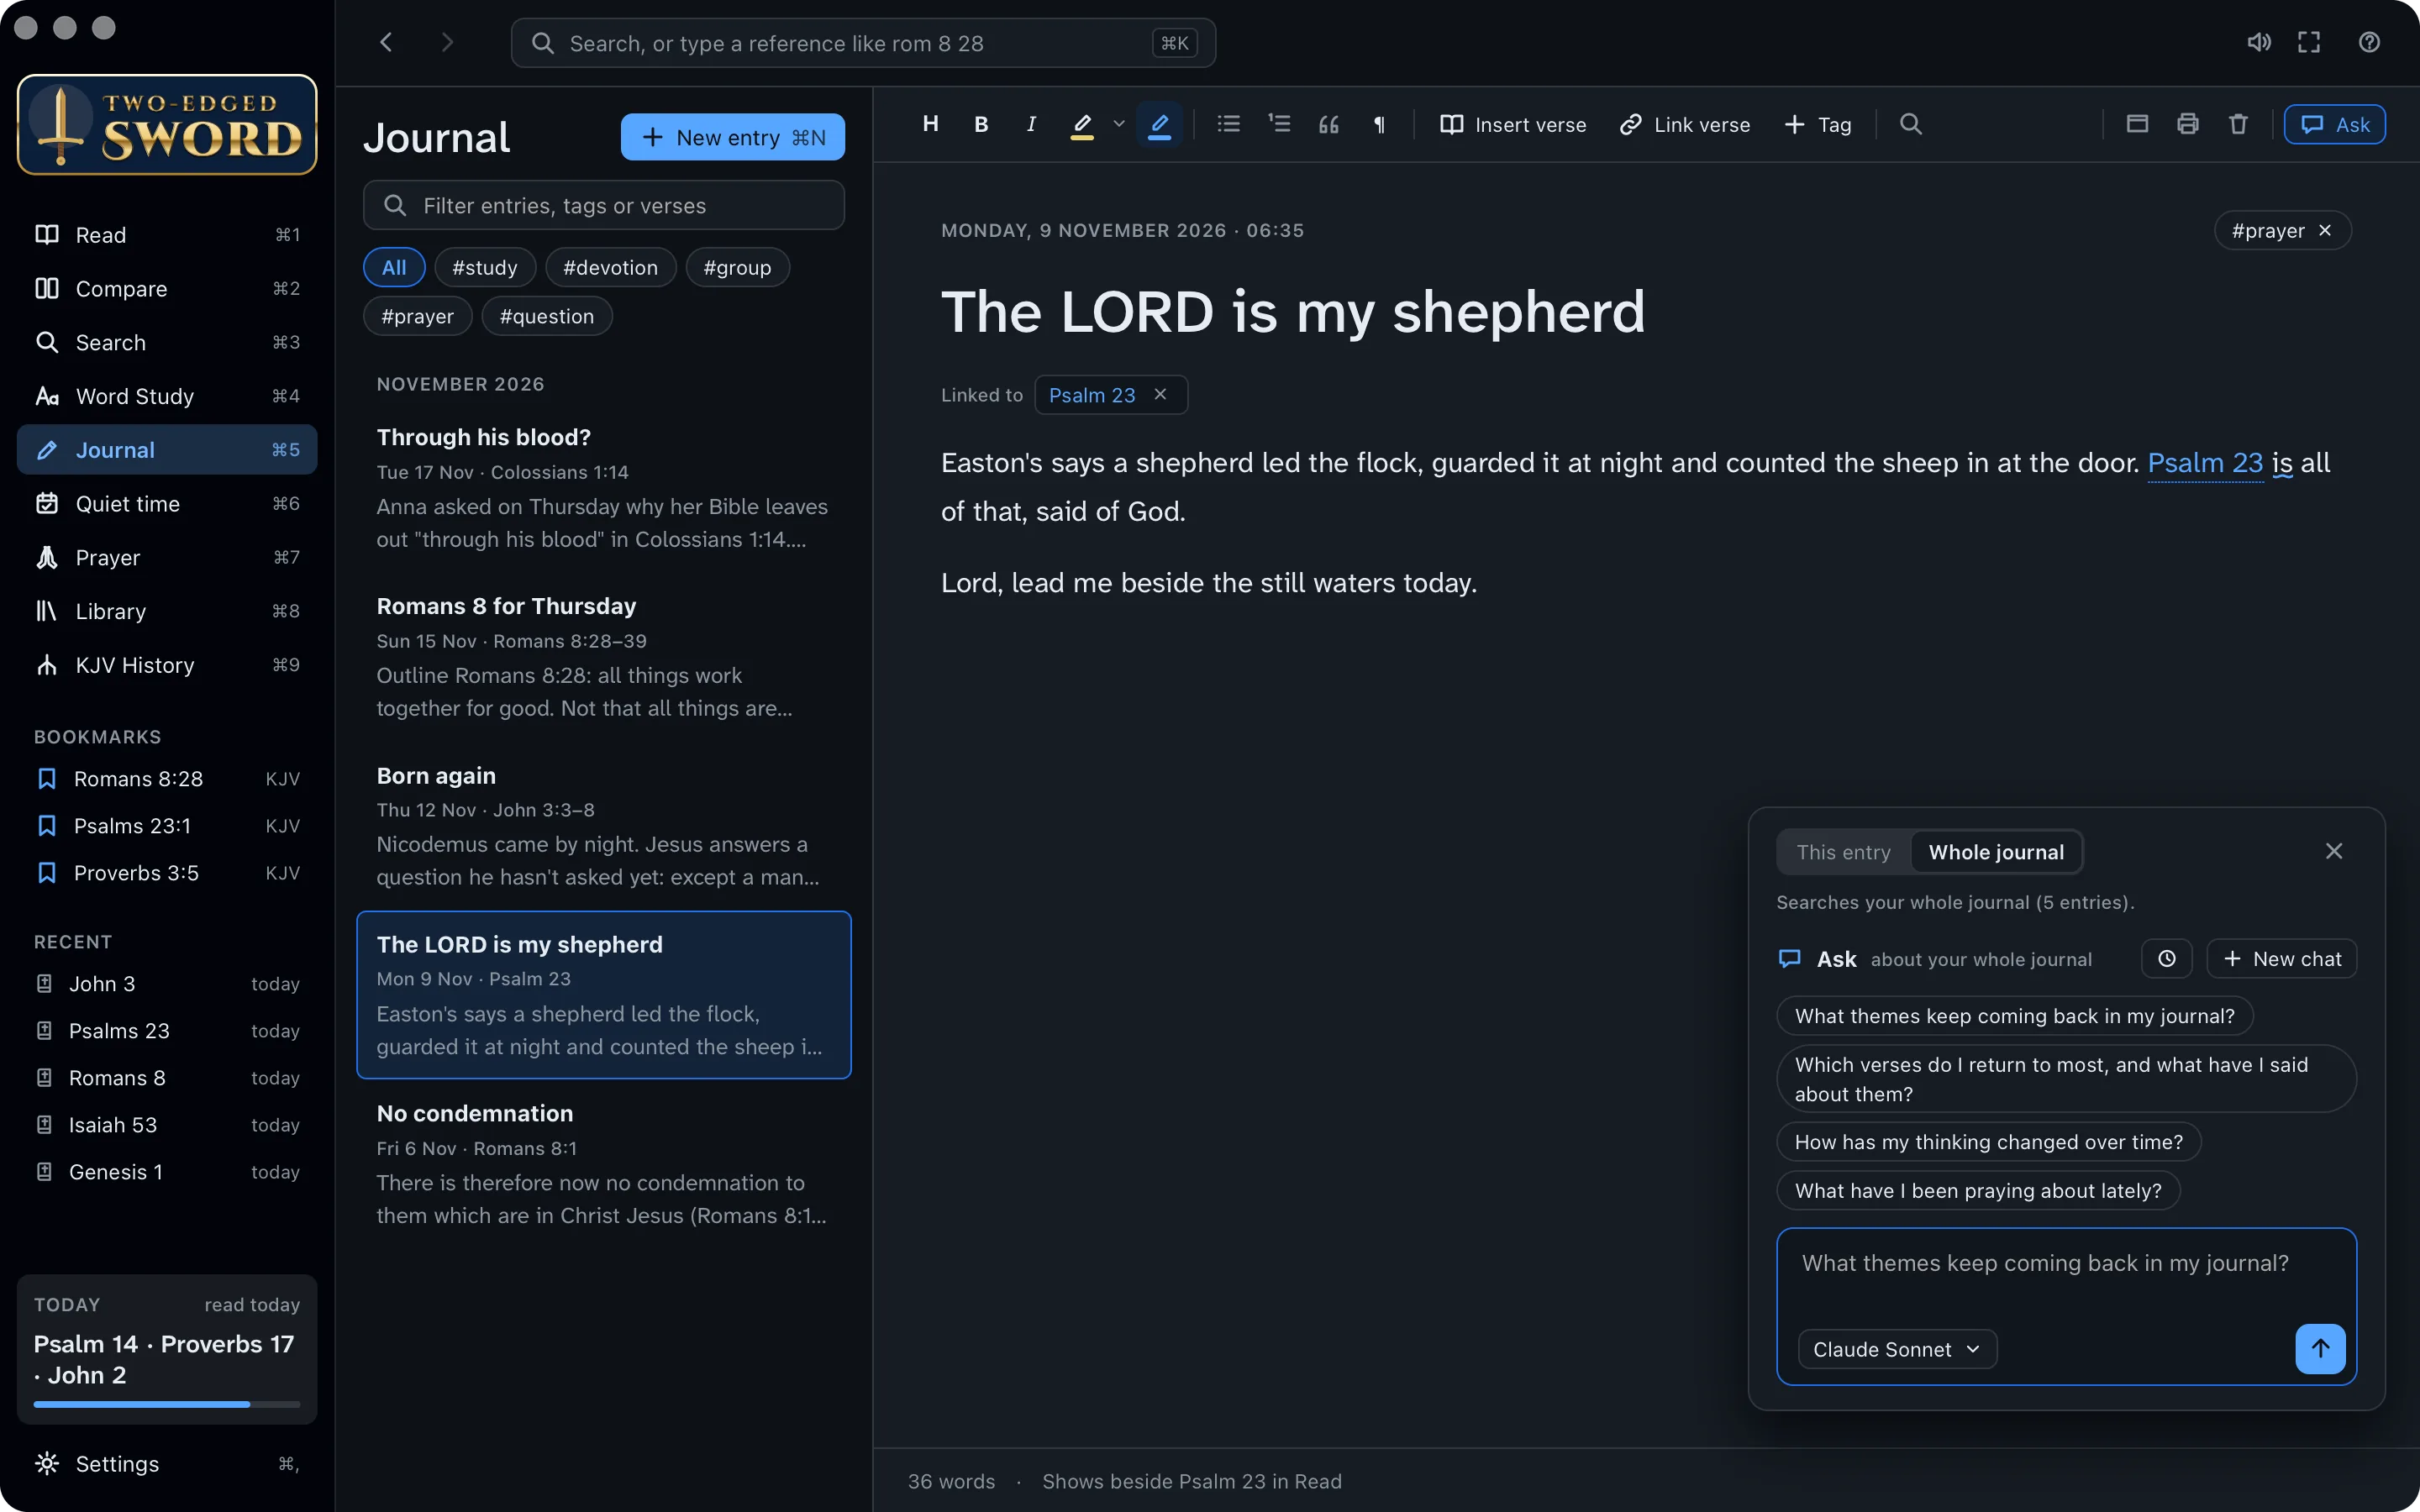 TWO-EDGED
SWORD
Read ⌘1
Compare ⌘2
Search ⌘3
Word Study ⌘4
Journal ⌘5
Quiet time ⌘6
Prayer ⌘7
Library ⌘8
KJV History ⌘9
BOOKMARKS
Romans 8:28 KJV
Psalms 23:1 KJV
Proverbs 3:5 KJV
RECENT
John 3 today
Psalms 23 today
Romans 8 today
Isaiah 53 today
Genesis 1 today
TODAY read today
Psalm 14 · Proverbs 17
· John 2
Settings ⌘,
Search, or type a reference like rom 8 28 ⌘K
Journal
+ New entry ⌘N
Filter entries, tags or verses
All #study #devotion #group
#prayer #question
NOVEMBER 2026
Through his blood?
Tue 17 Nov · Colossians 1:14
Anna asked on Thursday why her Bible leaves
out "through his blood" in Colossians 1:14....
Romans 8 for Thursday
Sun 15 Nov · Romans 8:28–39
Outline Romans 8:28: all things work
together for good. Not that all things are...
Born again
Thu 12 Nov · John 3:3–8
Nicodemus came by night. Jesus answers a
question he hasn't asked yet: except a man...
The LORD is my shepherd
Mon 9 Nov · Psalm 23
Easton's says a shepherd led the flock,
guarded it at night and counted the sheep i...
No condemnation
Fri 6 Nov · Romans 8:1
There is therefore now no condemnation to
them which are in Christ Jesus (Romans 8:1...
H B I ¶ Insert verse Link verse + Tag Ask
MONDAY, 9 NOVEMBER 2026 · 06:35
#prayer ×
The LORD is my shepherd
Linked to Psalm 23 ×
Easton's says a shepherd led the flock, guarded it at night and counted the sheep in at the door. Psalm 23 is all
of that, said of God.
Lord, lead me beside the still waters today.
This entry Whole journal
Searches your whole journal (5 entries).
Ask about your whole journal + New chat
What themes keep coming back in my journal?
Which verses do I return to most, and what have I said
about them?
How has my thinking changed over time?
What have I been praying about lately?
What themes keep coming back in my journal?
Claude Sonnet
36 words · Shows beside Psalm 23 in Read